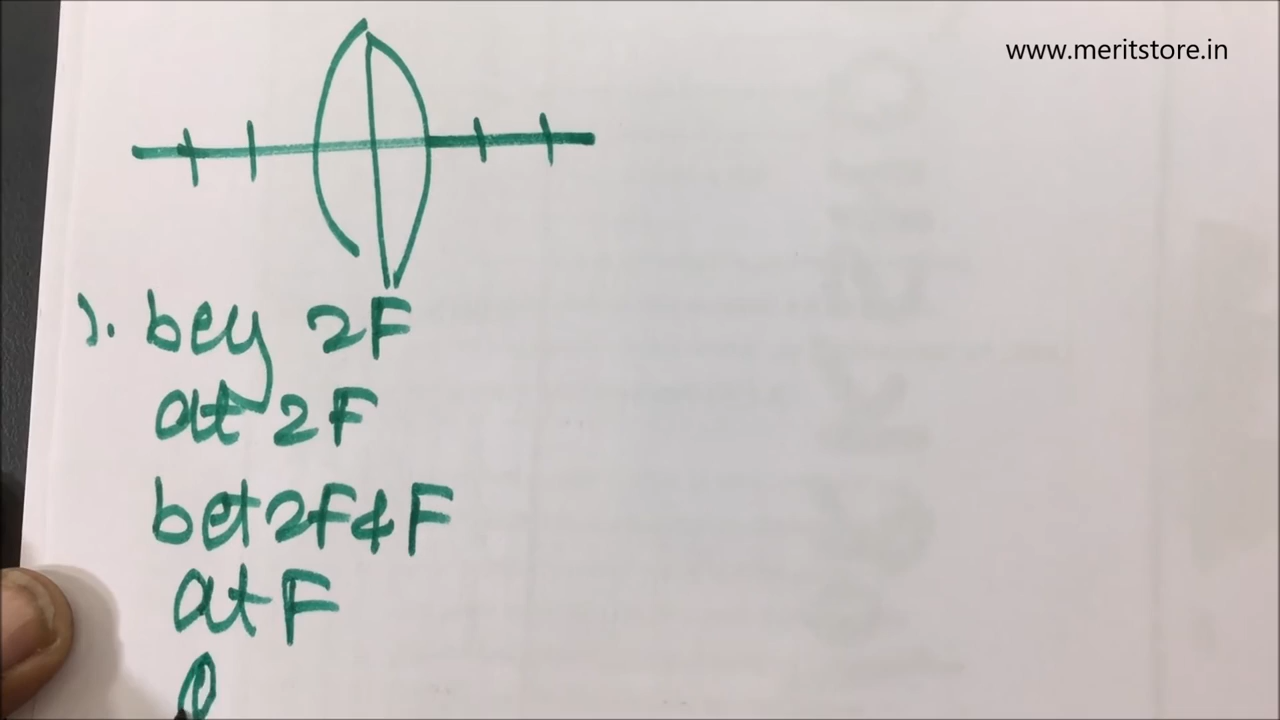 www.meritstore.in
1. bey 2F
at 2F
bet 2F & F
at F